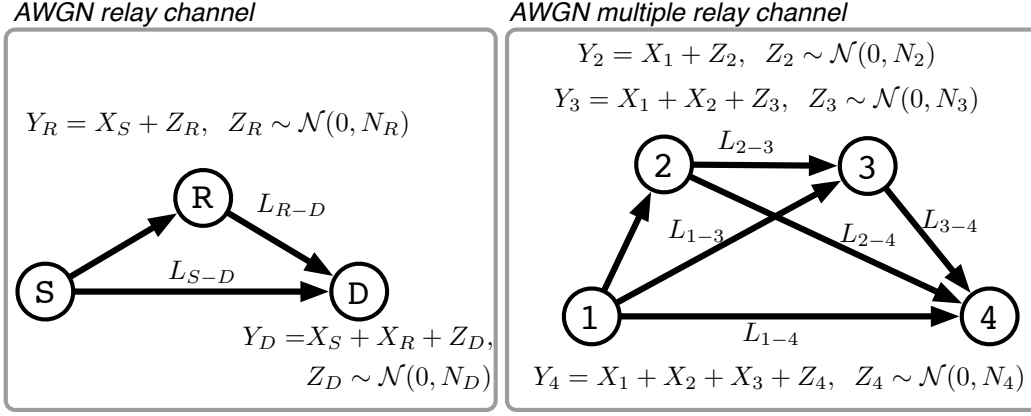 AWGN relay channel
Y_R = X_S + Z_R, Z_R ∼ 𝒩(0, N_R)
R
L_{R−D}
L_{S−D}
S
D
Y_D = X_S + X_R + Z_D,
Z_D ∼ 𝒩(0, N_D)
AWGN multiple relay channel
Y_2 = X_1 + Z_2, Z_2 ∼ 𝒩(0, N_2)
Y_3 = X_1 + X_2 + Z_3, Z_3 ∼ 𝒩(0, N_3)
L_{2−3}
2
3
L_{1−3}
L_{2−4}
L_{3−4}
1
4
L_{1−4}
Y_4 = X_1 + X_2 + X_3 + Z_4, Z_4 ∼ 𝒩(0, N_4)